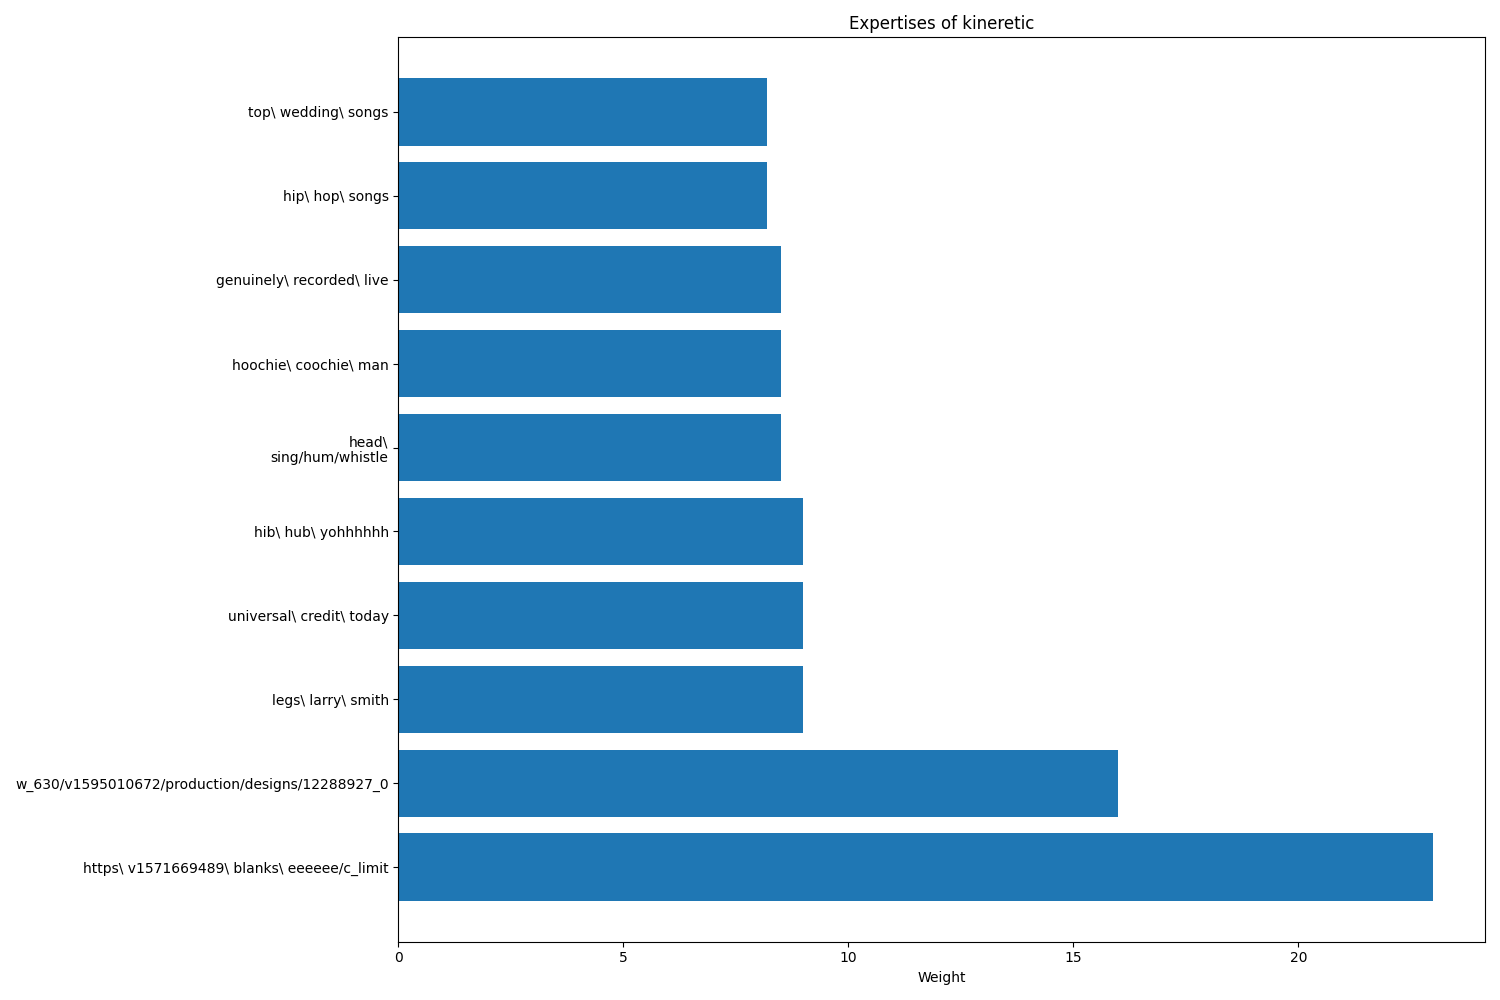 Expertises of kineretic
top\ wedding\ songs
hip\ hop\ songs
genuinely\ recorded\ live
hoochie\ coochie\ man
head\
sing/hum/whistle
hib\ hub\ yohhhhhh
universal\ credit\ today
legs\ larry\ smith
w_630/v1595010672/production/designs/12288927_0
https\ v1571669489\ blanks\ eeeeee/c_limit
0 5 10 15 20
Weight